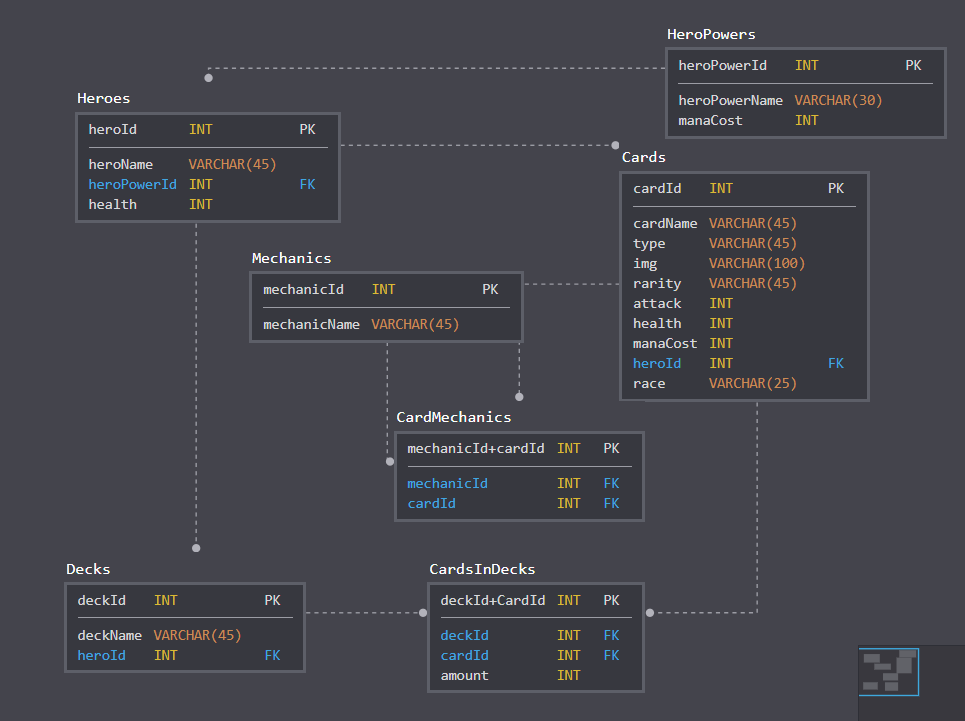 HeroPowers
heroPowerId INT PK
heroPowerName VARCHAR(30)
manaCost INT
Heroes
heroId INT PK
heroName VARCHAR(45)
heroPowerId INT FK
health INT
Cards
cardId INT PK
cardName VARCHAR(45)
type VARCHAR(45)
img VARCHAR(100)
rarity VARCHAR(45)
attack INT
health INT
manaCost INT
heroId INT FK
race VARCHAR(25)
Mechanics
mechanicId INT PK
mechanicName VARCHAR(45)
CardMechanics
mechanicId+cardId INT PK
mechanicId INT FK
cardId INT FK
Decks
deckId INT PK
deckName VARCHAR(45)
heroId INT FK
CardsInDecks
deckId+CardId INT PK
deckId INT FK
cardId INT FK
amount INT